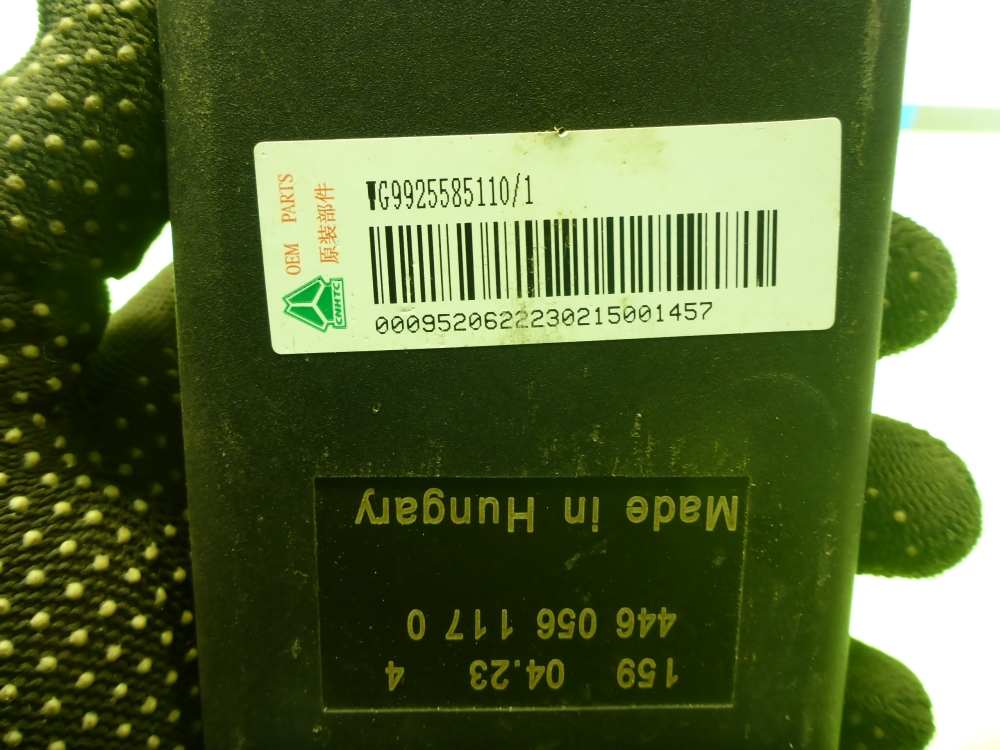 OEM PARTS
原装部件
CNHTC
WG9925585110/1
00095206222230215001457
159 04.23 4
446 056 117 0
Made in Hungary